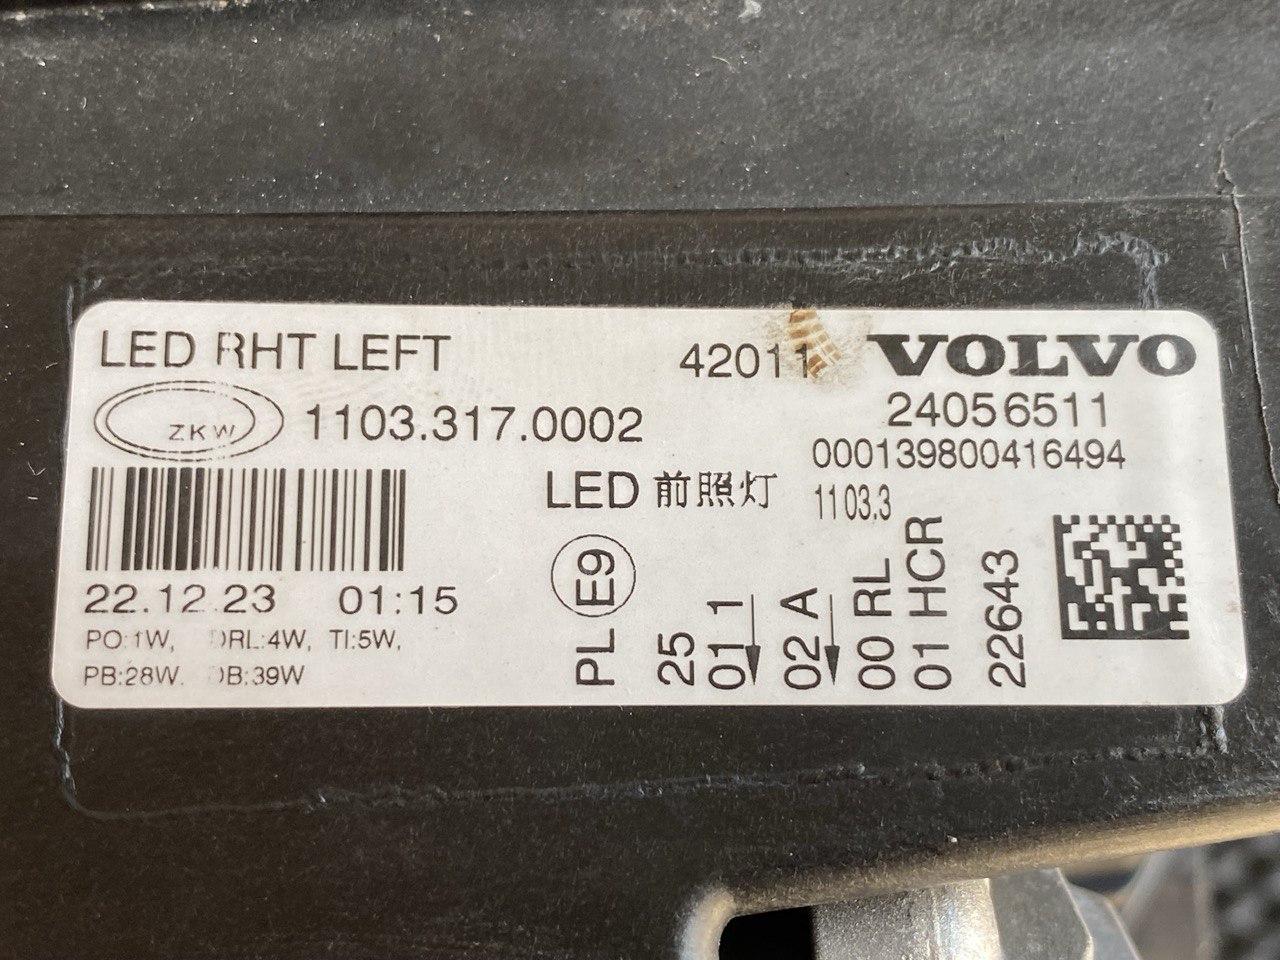 LED RHT LEFT
42011
VOLVO
ZKW
1103.317.0002
24056511
000139800416494
LED 前照灯
1103.3
22.12.23 01:15
PO:1W, DRL:4W, TI:5W,
PB:28W. DB:39W
E9
PL
25
01 1
02 A
00 RL
01 HCR
22643